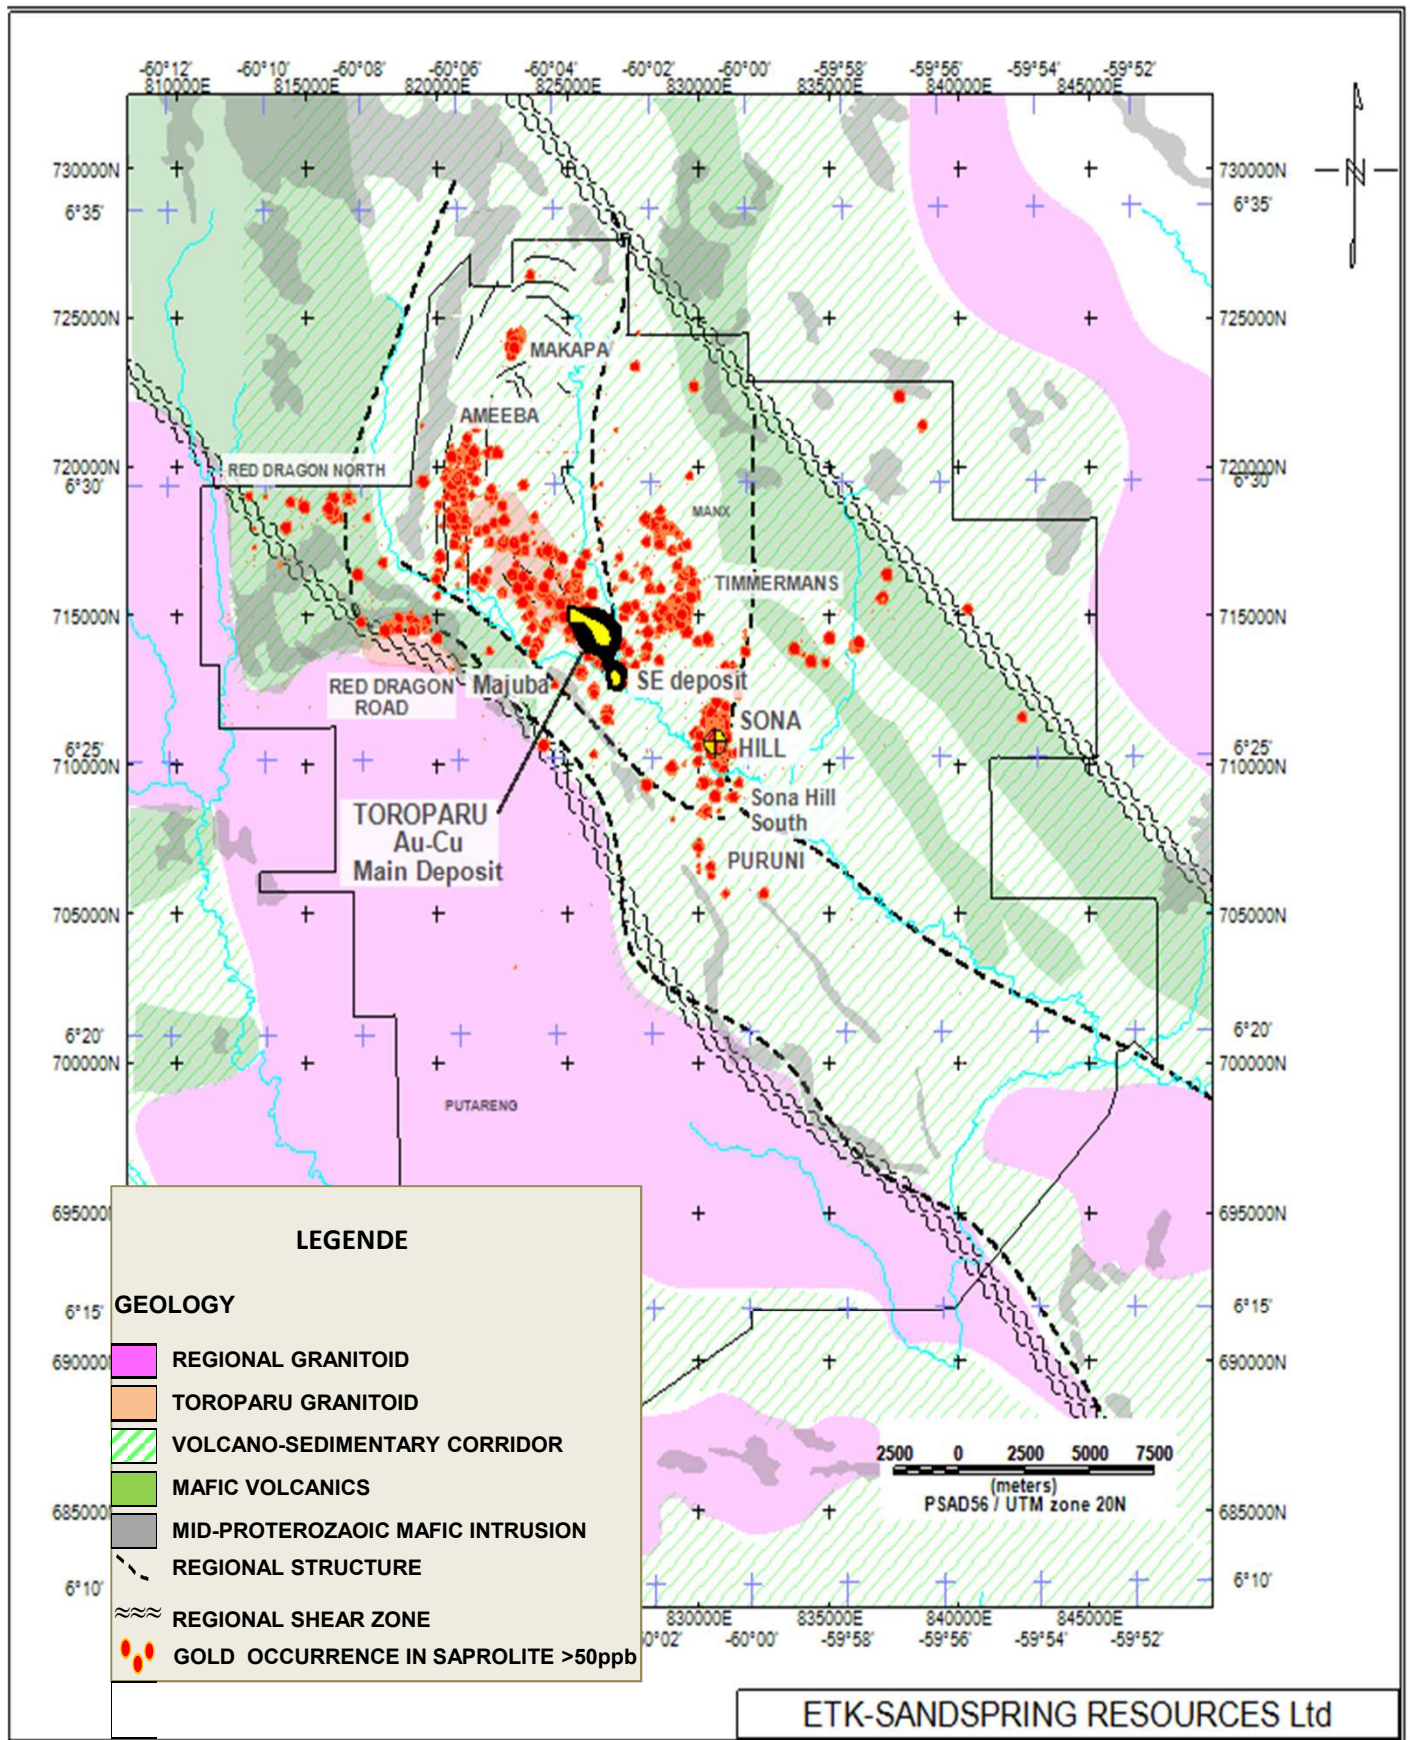 -60°12' -60°10' -60°08' -60°06' -60°04' -60°02' -60°00' -59°58' -59°56' -59°54' -59°52'
810000E 815000E 820000E 825000E 830000E 835000E 840000E 845000E
730000N 730000N
6°35' 6°35'
N
725000N 725000N
MAKAPA
AMEEBA
720000N RED DRAGON NORTH 720000N
6°30' 6°30'
MANX
TIMMERMANS
715000N 715000N
RED DRAGON
ROAD
Majuba
SE deposit
SONA
HILL
6°25' 6°25'
710000N 710000N
TOROPARU
Au-Cu
Main Deposit
Sona Hill
South
PURUNI
705000N 705000N
6°20' 6°20'
700000N 700000N
PUTARENG
695000 695000N
LEGENDE
GEOLOGY
6°15' 6°15'
REGIONAL GRANITOID
690000 690000N
TOROPARU GRANITOID
VOLCANO-SEDIMENTARY CORRIDOR
MAFIC VOLCANICS
MID-PROTEROZAOIC MAFIC INTRUSION
REGIONAL STRUCTURE
REGIONAL SHEAR ZONE
GOLD OCCURRENCE IN SAPROLITE >50ppb
2500 0 2500 5000 7500
(meters)
PSAD56 / UTM zone 20N
685000 685000N
6°10' 6°10'
830000E 835000E 840000E 845000E
60°02' -60°00' -59°58' -59°56' -59°54' -59°52'
ETK-SANDSPRING RESOURCES Ltd